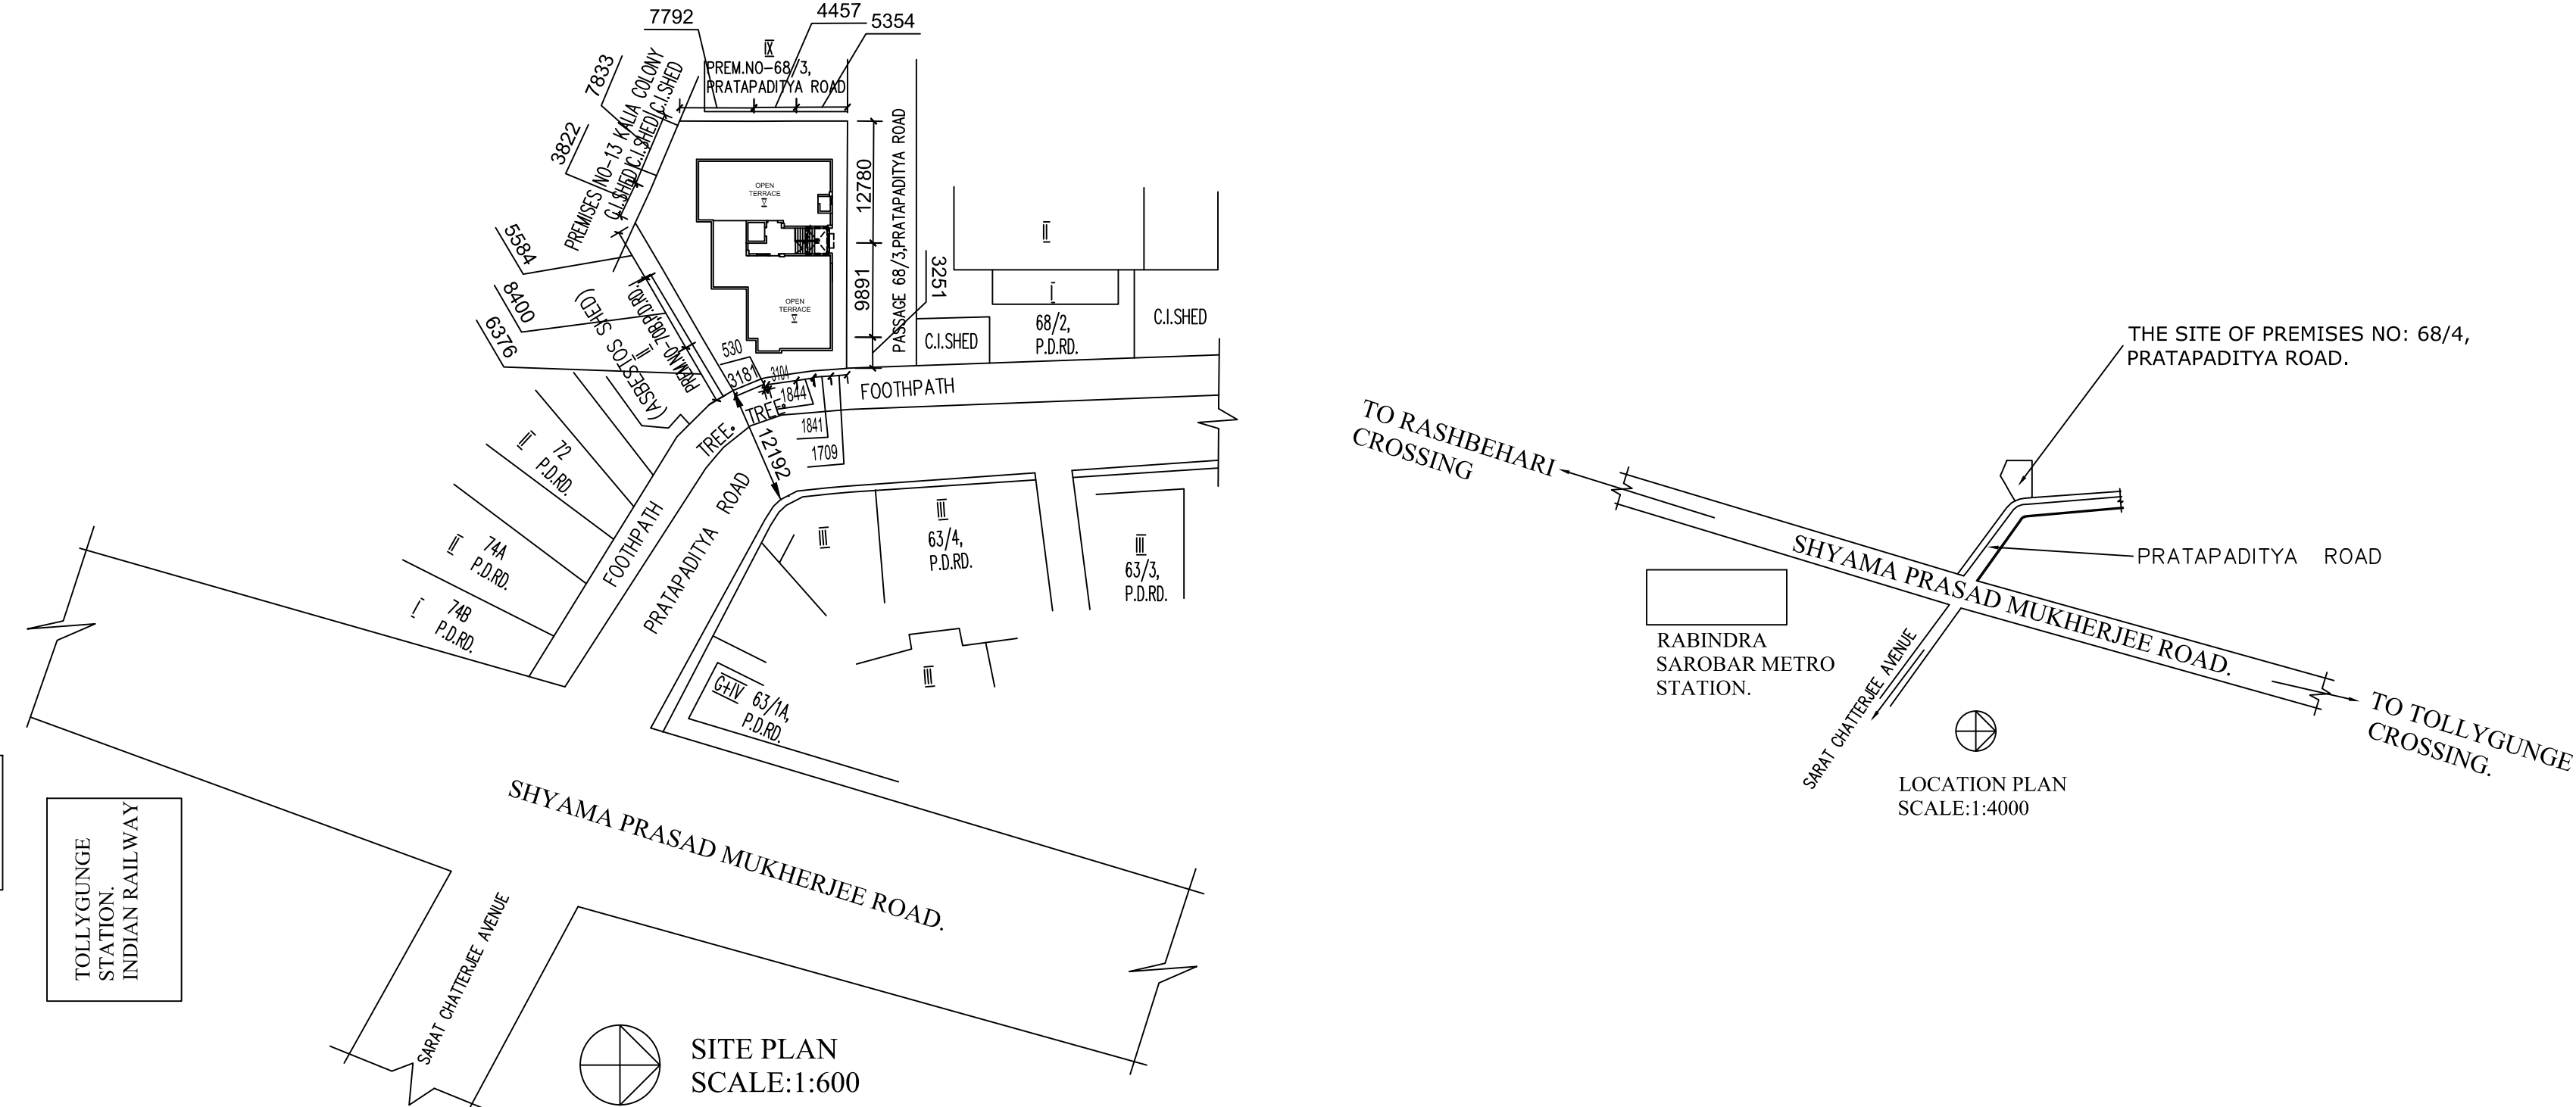 7792
4457
5354
IX
PREM.NO-68/3,
PRATAPADITYA ROAD
7833
3822
PREMISES NO-13 KALIA COLONY
C.I.SHED
C.I.SHED
C.I.SHED
5584
8400
6376
PREM.NO-70B,P.D.RD.
II
(ASBESTOS SHED)
OPEN
TERRACE
V
OPEN
TERRACE
V
12780
9891
3251
PASSAGE 68/3,PRATAPADITYA ROAD
II
I
68/2,
P.D.RD.
C.I.SHED
C.I.SHED
530
3181
3104
1844
1841
1709
TREE.
TREE.
12192
FOOTHPATH
FOOTHPATH
PRATAPADITYA ROAD
II 72
P.D.RD.
II 74A
P.D.RD.
I 74B
P.D.RD.
III
III
63/4,
P.D.RD.
III
63/3,
P.D.RD.
III
G+IV 63/1A,
P.D.RD.
SHYAMA PRASAD MUKHERJEE ROAD.
SARAT CHATTERJEE AVENUE
TOLLYGUNGE
STATION.
INDIAN RAILWAY
SITE PLAN
SCALE:1:600
THE SITE OF PREMISES NO: 68/4,
PRATAPADITYA ROAD.
TO RASHBEHARI
CROSSING
SHYAMA PRASAD MUKHERJEE ROAD.
PRATAPADITYA ROAD
RABINDRA
SAROBAR METRO
STATION.
SARAT CHATTERJEE AVENUE
TO TOLLYGUNGE
CROSSING.
LOCATION PLAN
SCALE:1:4000